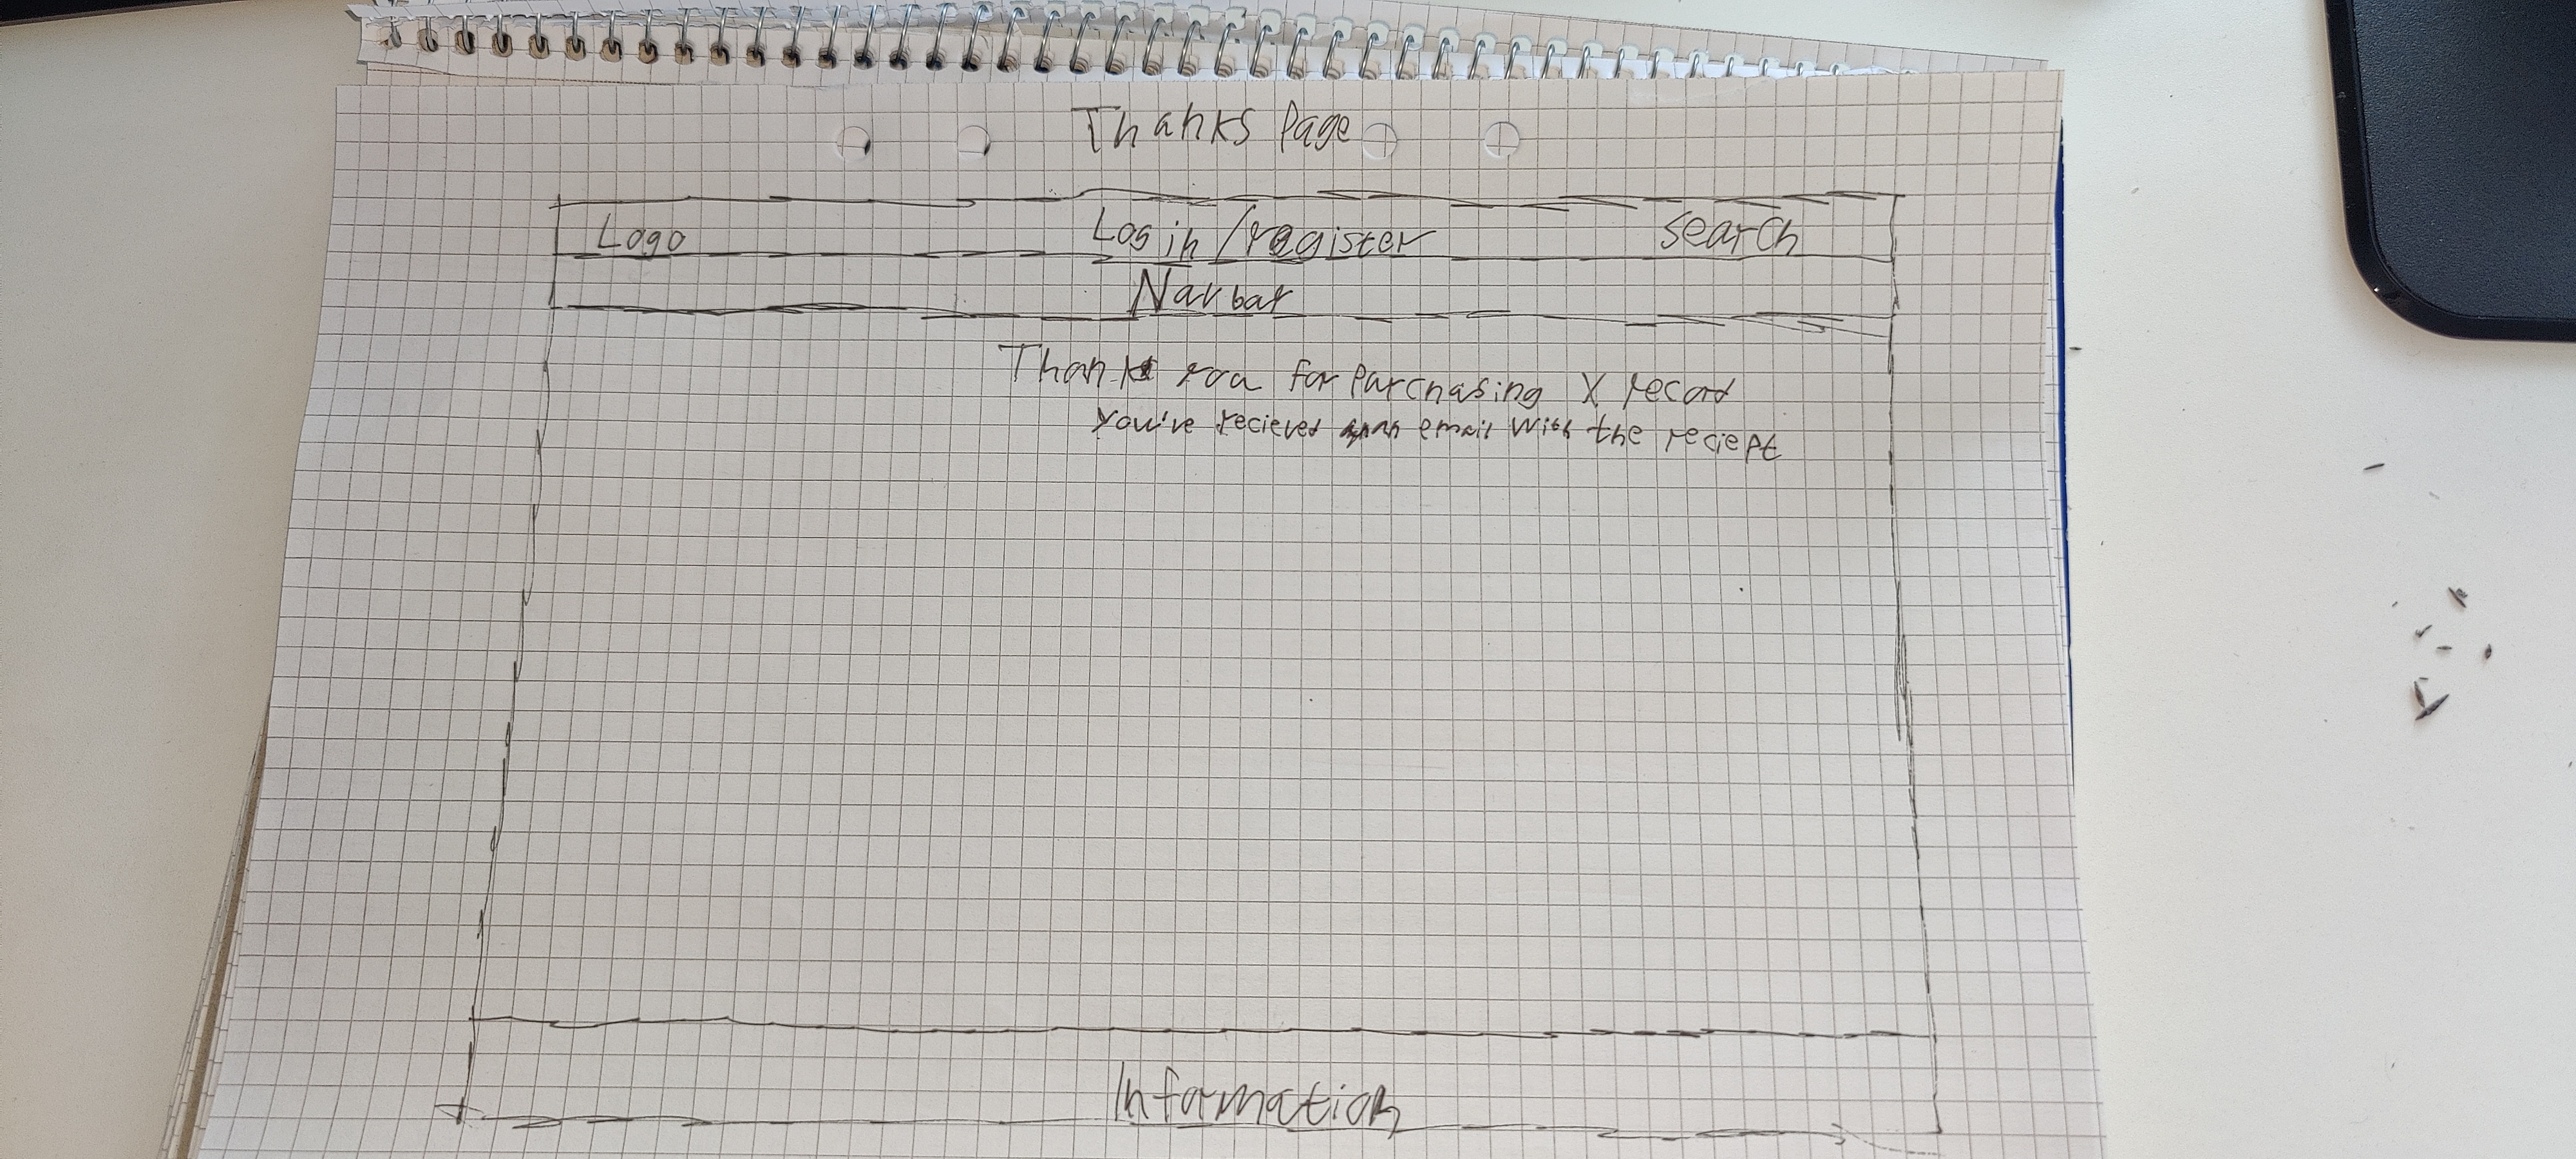 Thanks Page
Logo Login/register search
Navbar
Thank you for Purchasing X record
you've recieved an email with the reciept
Information